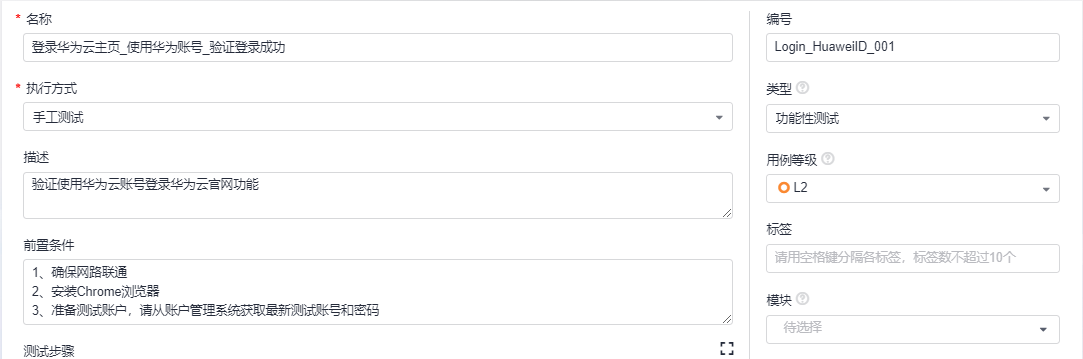 * 名称
登录华为云主页_使用华为账号_验证登录成功
* 执行方式
手工测试
描述
验证使用华为云账号登录华为云官网功能
前置条件
1、确保网路联通
2、安装Chrome浏览器
3、准备测试账户，请从账户管理系统获取最新测试账号和密码
测试步骤
编号
Login_HuaweiID_001
类型
功能性测试
用例等级
L2
标签
请用空格键分隔各标签，标签数不超过10个
模块
待选择